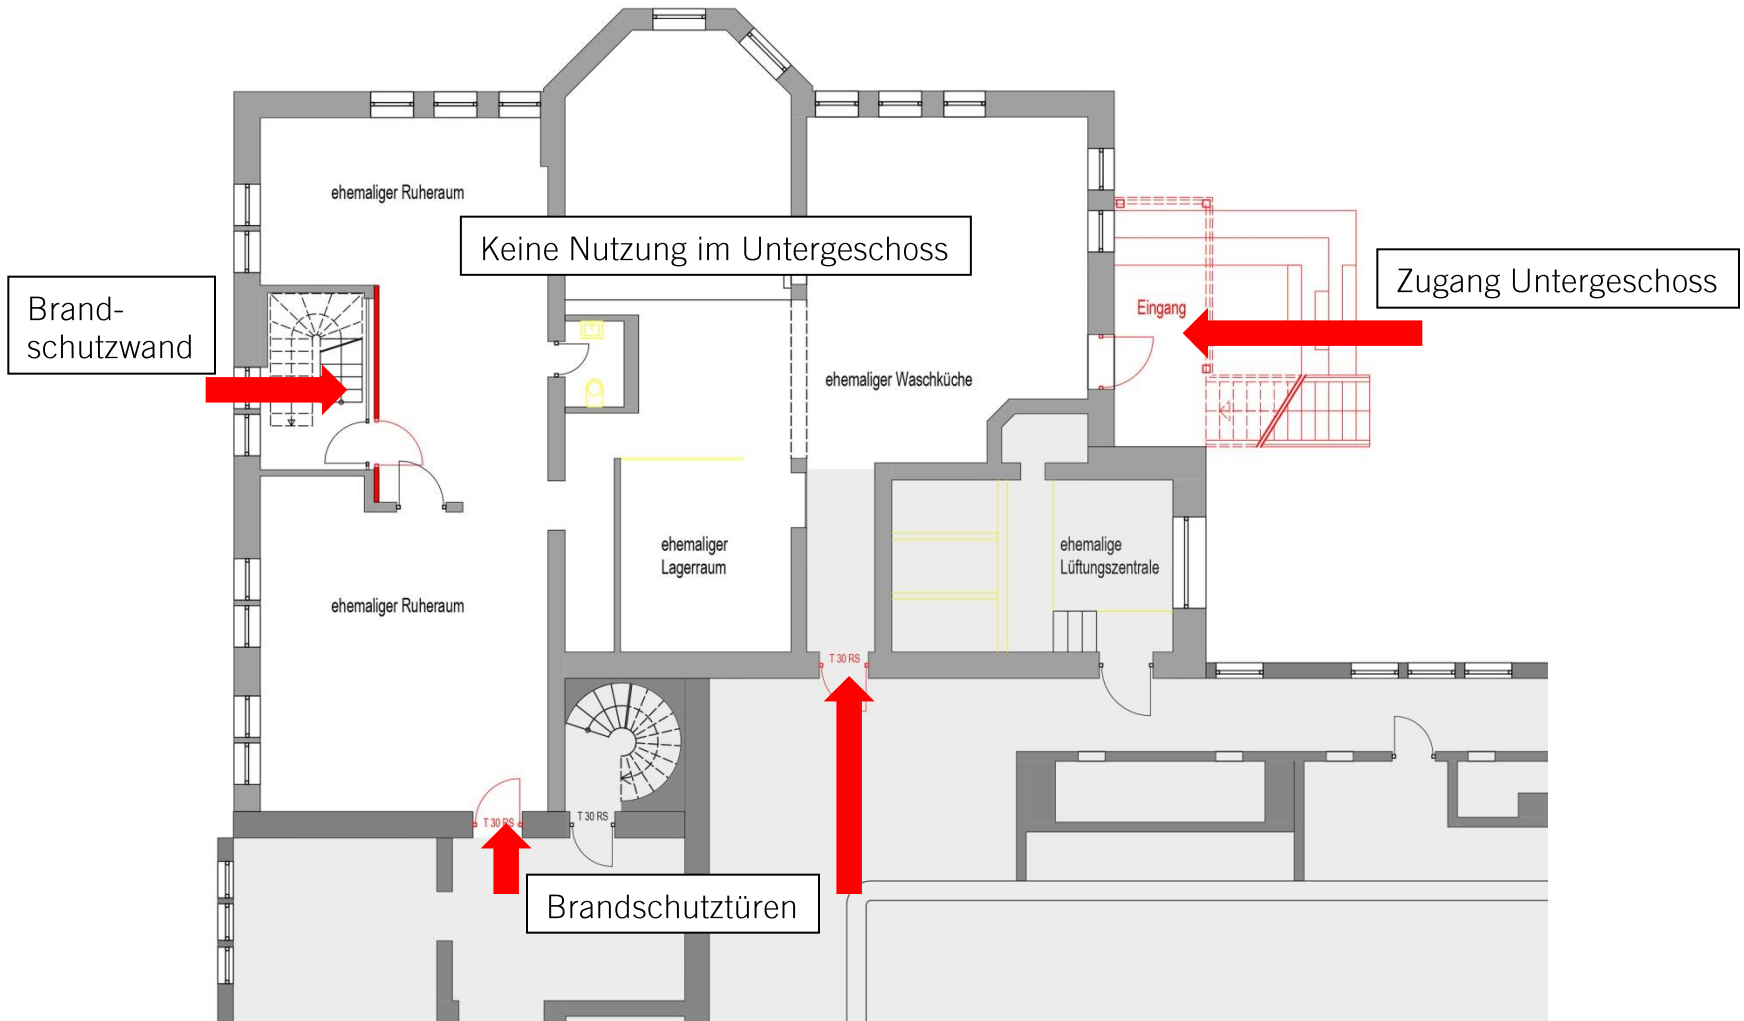 ehemaliger Ruheraum
Keine Nutzung im Untergeschoss
Zugang Untergeschoss
Brand-
schutzwand
Eingang
ehemaliger Waschküche
ehemaliger
Lagerraum
ehemalige
Lüftungszentrale
ehemaliger Ruheraum
T 30 RS
T 30 RS
T 30 RS
Brandschutztüren